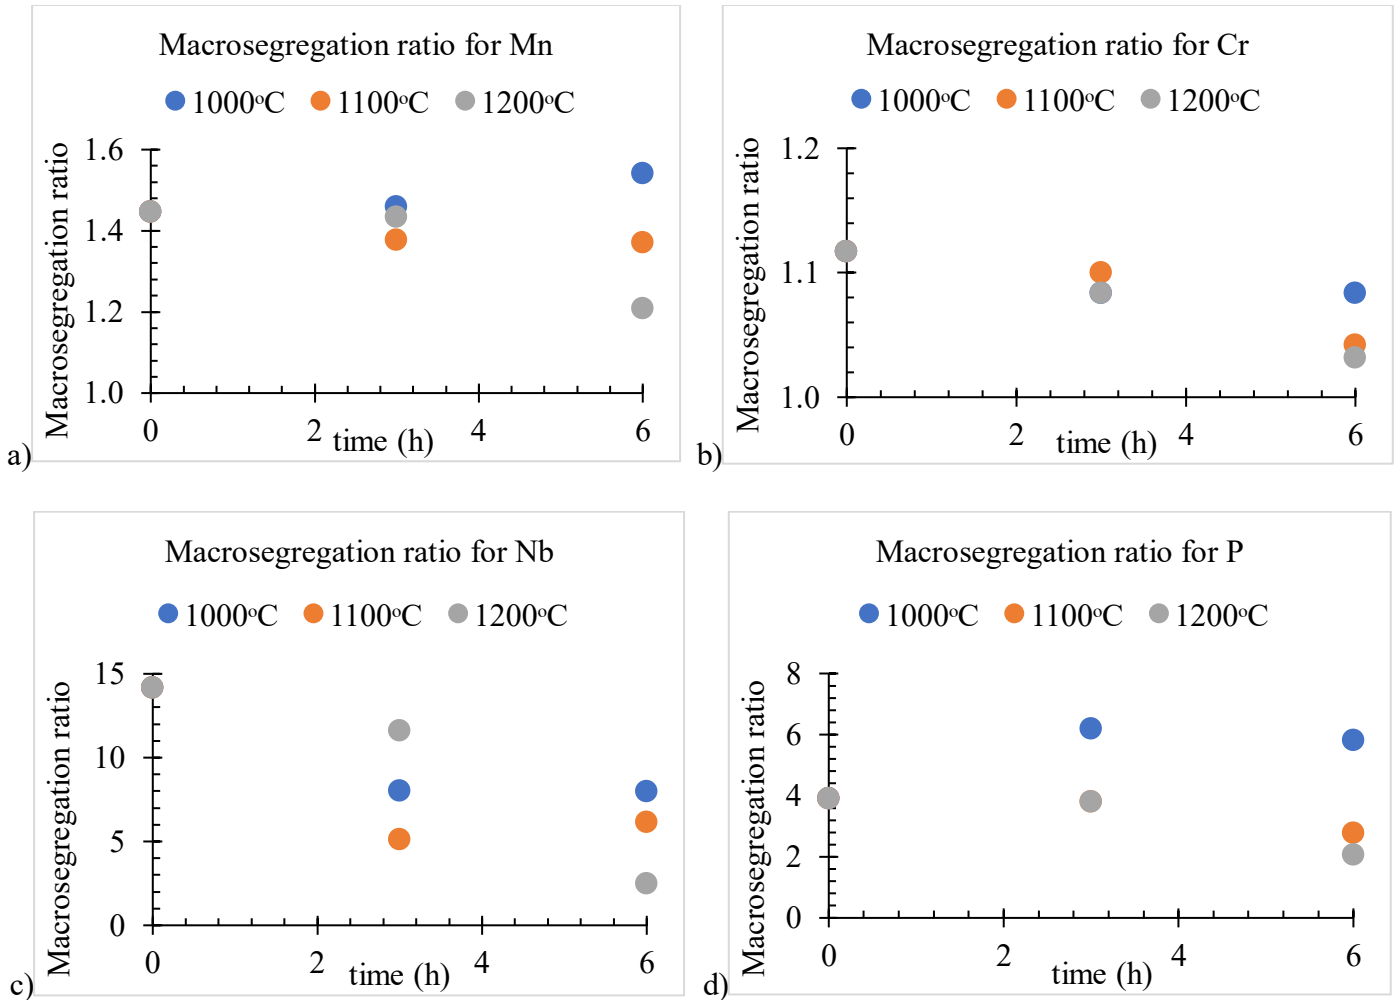 Macrosegregation ratio for Mn
1000°C 1100°C 1200°C
Macrosegregation ratio
1.6
1.4
1.2
1.0
0 2 4 6
time (h)
a)
Macrosegregation ratio for Cr
1000°C 1100°C 1200°C
Macrosegregation ratio
1.2
1.1
1.0
0 2 4 6
time (h)
b)
Macrosegregation ratio for Nb
1000°C 1100°C 1200°C
Macrosegregation ratio
15
10
5
0
0 2 4 6
time (h)
c)
Macrosegregation ratio for P
1000°C 1100°C 1200°C
Macrosegregation ratio
8
6
4
2
0
0 2 4 6
time (h)
d)